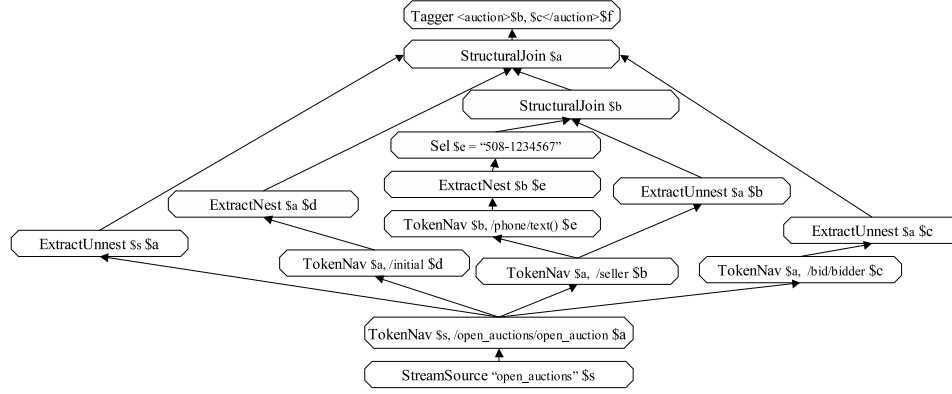 Tagger <auction>$b, $c</auction>$f
StructuralJoin $a
StructuralJoin $b
Sel $e = “508-1234567”
ExtractNest $b $e
ExtractUnnest $a $b
ExtractNest $a $d
TokenNav $b, /phone/text() $e
ExtractUnnest $a $c
ExtractUnnest $s $a
TokenNav $a, /initial $d
TokenNav $a, /seller $b
TokenNav $a, /bid/bidder $c
TokenNav $s, /open_auctions/open_auction $a
StreamSource “open_auctions” $s